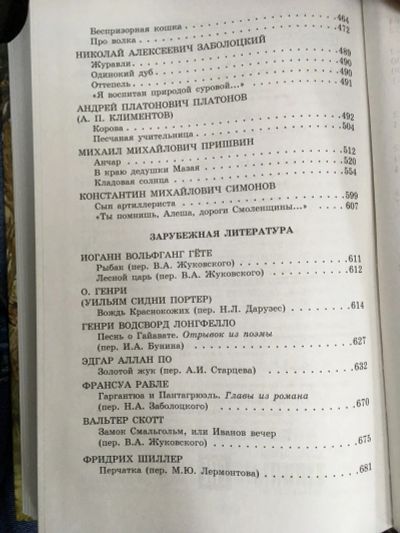 Беспризорная кошка . . . . . . . . . . . . . . . . . . . . 464
Про волка . . . . . . . . . . . . . . . . . . . . . . . . . 472
НИКОЛАЙ АЛЕКСЕЕВИЧ ЗАБОЛОЦКИЙ
Журавли . . . . . . . . . . . . . . . . . . . . . . . . . . 489
Одинокий дуб . . . . . . . . . . . . . . . . . . . . . . . 490
Оттепель . . . . . . . . . . . . . . . . . . . . . . . . . . 490
„Я воспитан природой суровой...“ . . . . . . . . . . . . 491
АНДРЕЙ ПЛАТОНОВИЧ ПЛАТОНОВ
(А. П. КЛИМЕНТОВ)
Корова . . . . . . . . . . . . . . . . . . . . . . . . . . . 492
Песчаная учительница . . . . . . . . . . . . . . . . . . 504
МИХАИЛ МИХАЙЛОВИЧ ПРИШВИН
Анчар . . . . . . . . . . . . . . . . . . . . . . . . . . . 512
В краю дедушки Мазая . . . . . . . . . . . . . . . . . . 520
Кладовая солнца . . . . . . . . . . . . . . . . . . . . . 554
КОНСТАНТИН МИХАЙЛОВИЧ СИМОНОВ
Сын артиллериста . . . . . . . . . . . . . . . . . . . . 599
„Ты помнишь, Алеша, дороги Смоленщины...“ . . . . . . 607
ЗАРУБЕЖНАЯ ЛИТЕРАТУРА
ИОГАНН ВОЛЬФГАНГ ГЁТЕ
Рыбак (пер. В.А. Жуковского) . . . . . . . . . . . . . . 611
Лесной царь (пер. В.А. Жуковского) . . . . . . . . . . . 612
О. ГЕНРИ
(УИЛЬЯМ СИДНИ ПОРТЕР)
Вождь Краснокожих (пер. Н.Л. Дарузес) . . . . . . . . . 614
ГЕНРИ ВОДСВОРД ЛОНГФЕЛЛО
Песнь о Гайавате. Отрывок из поэмы
(пер. И.А. Бунина) . . . . . . . . . . . . . . . . . . . . 627
ЭДГАР АЛЛАН ПО
Золотой жук (пер. А.И. Старцева) . . . . . . . . . . . . 632
ФРАНСУА РАБЛЕ
Гаргантюа и Пантагрюэль. Главы из романа
(пер. Н.А. Заболоцкого) . . . . . . . . . . . . . . . . . 670
ВАЛЬТЕР СКОТТ
Замок Смальгольм, или Иванов вечер
(пер. В.А. Жуковского) . . . . . . . . . . . . . . . . . 675
ФРИДРИХ ШИЛЛЕР
Перчатка (пер. М.Ю. Лермонтова) . . . . . . . . . . . . 681